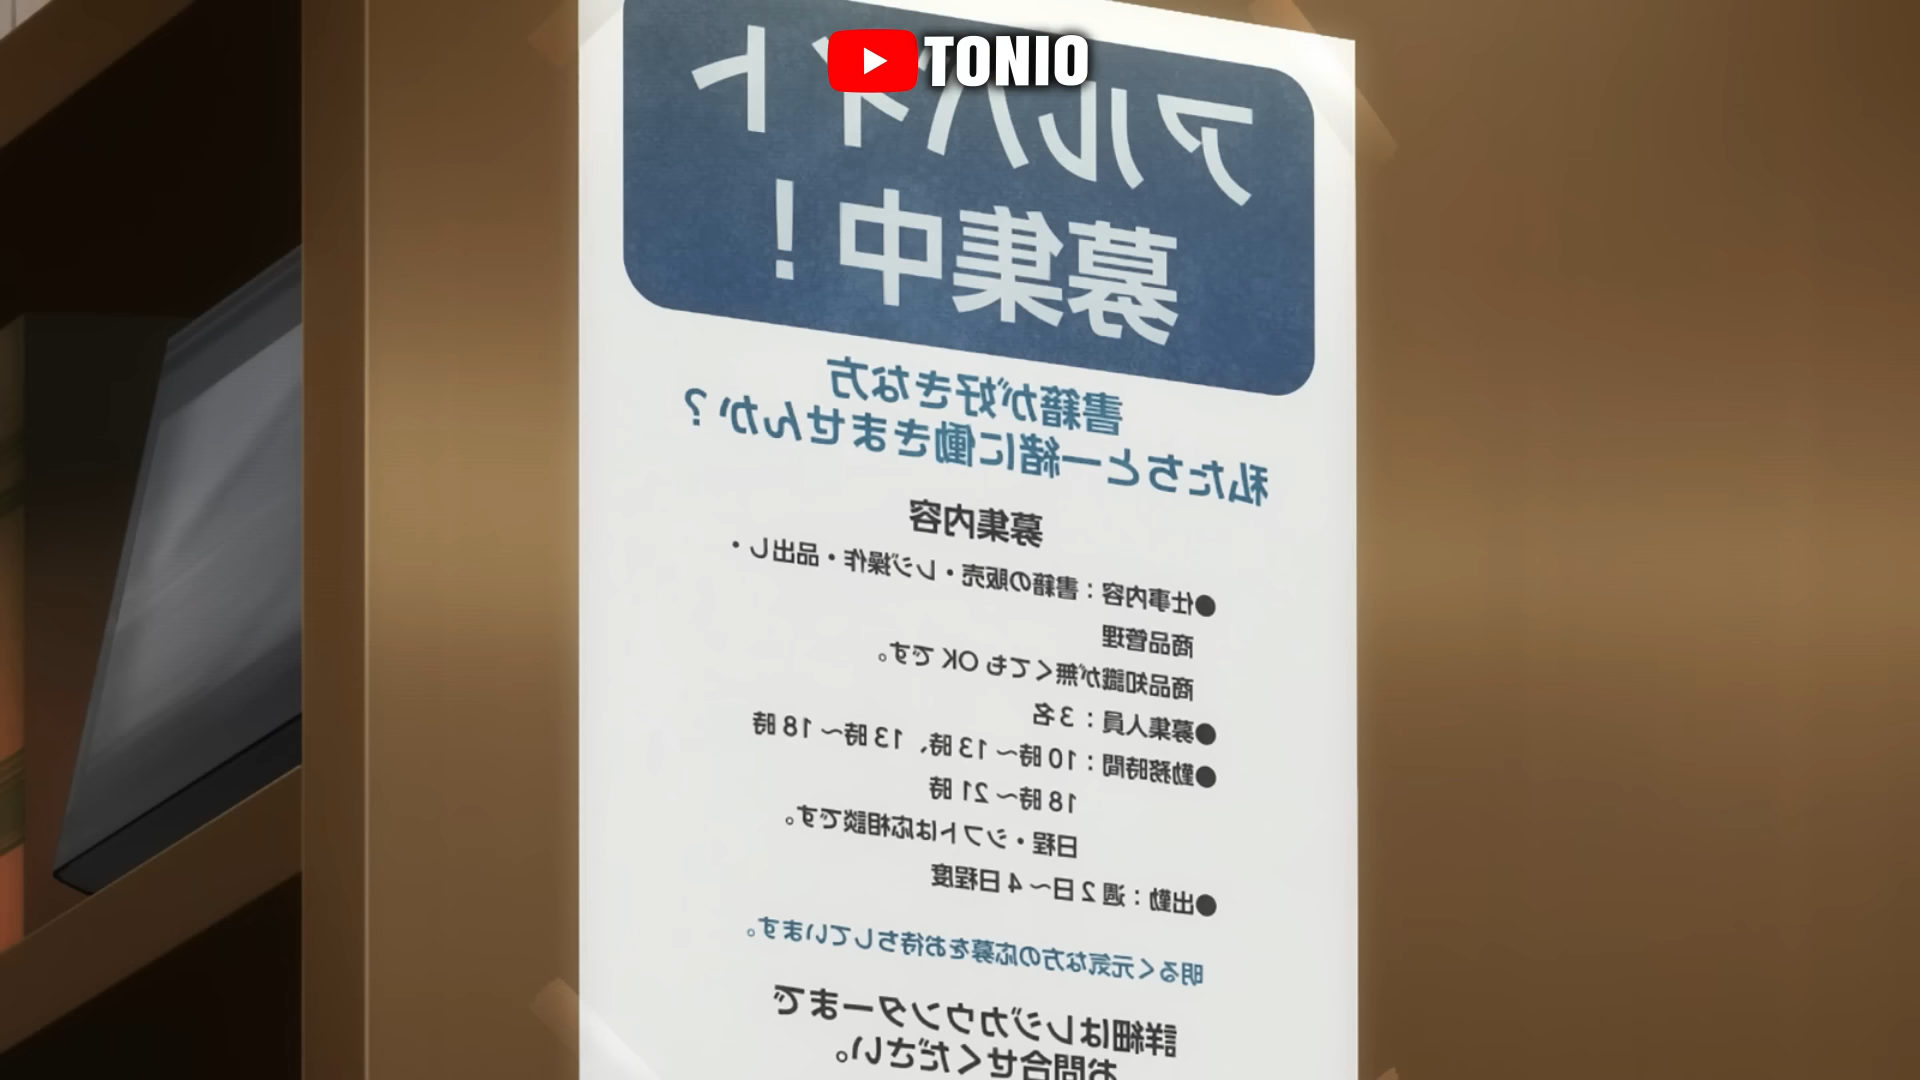 TONIO
アルバイト
募集中！
書籍が好きな方
私たちと一緒に働きませんか？
募集内容
●仕事内容：書籍の販売・レジ操作・品出し・
商品管理
商品知識が無くてもOKです。
●募集人員：3名
●勤務時間：10時〜13時、13時〜18時
18時〜21時
日程・シフトは応相談です。
●出勤：週2日〜4日程度
明るく元気な方の応募をお待ちしています。
詳細はレジカウンターまで
お問合せください。